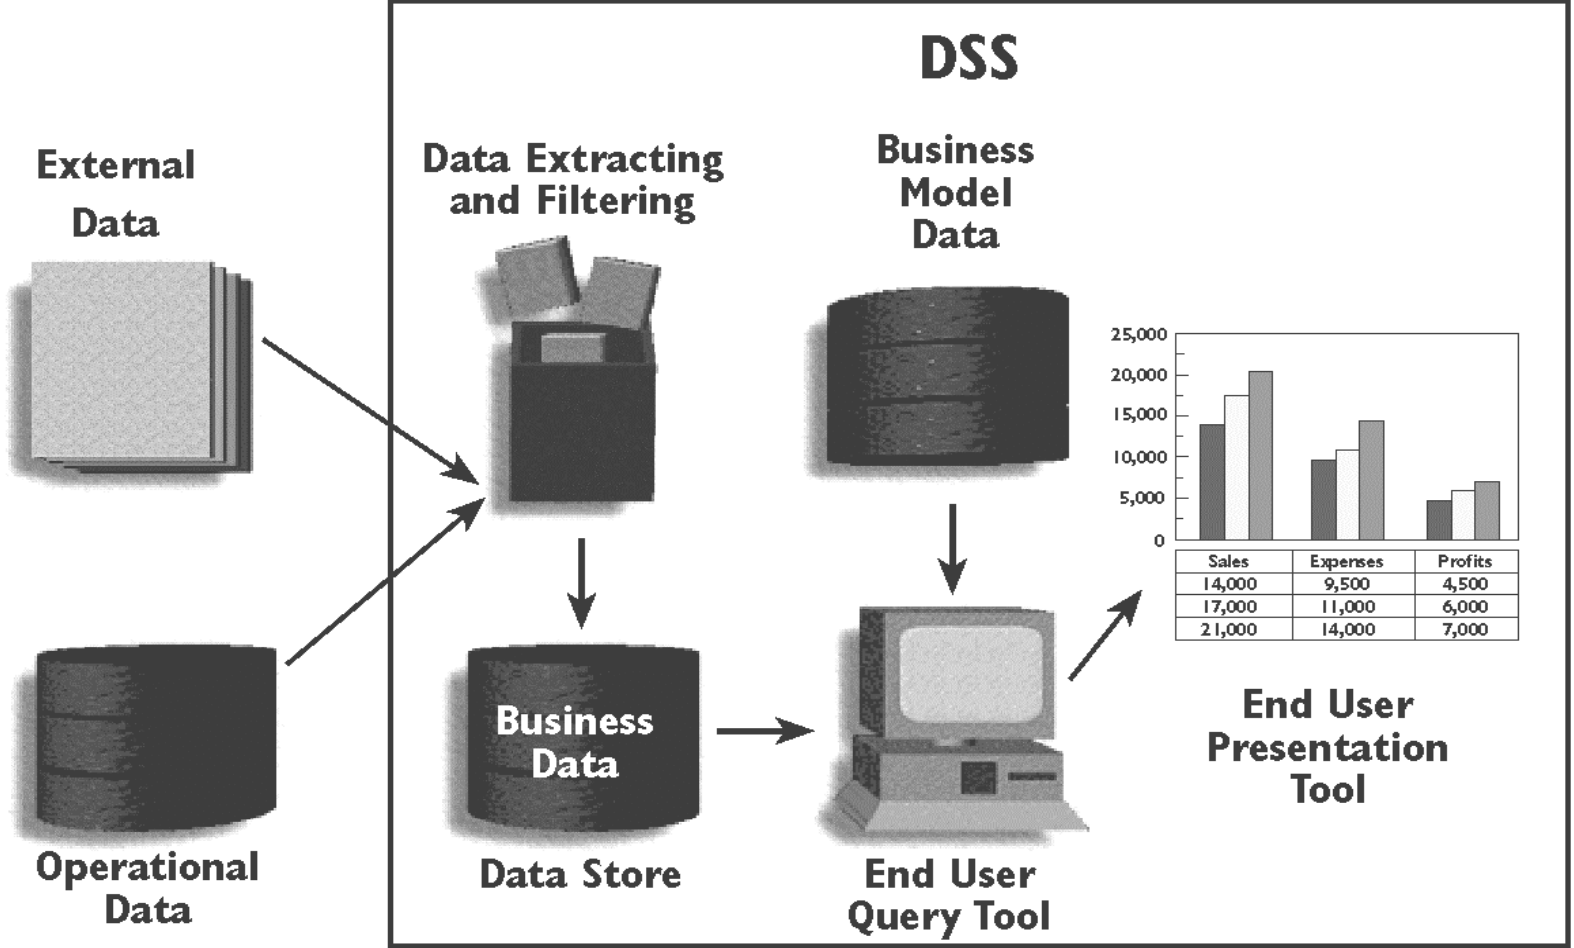 DSS
External
Data
Data Extracting
and Filtering
Business
Model
Data
25,000
20,000
15,000
10,000
5,000
0
Sales Expenses Profits
14,000 9,500 4,500
17,000 11,000 6,000
21,000 14,000 7,000
Operational
Data
Business
Data
Data Store
End User
Query Tool
End User
Presentation
Tool